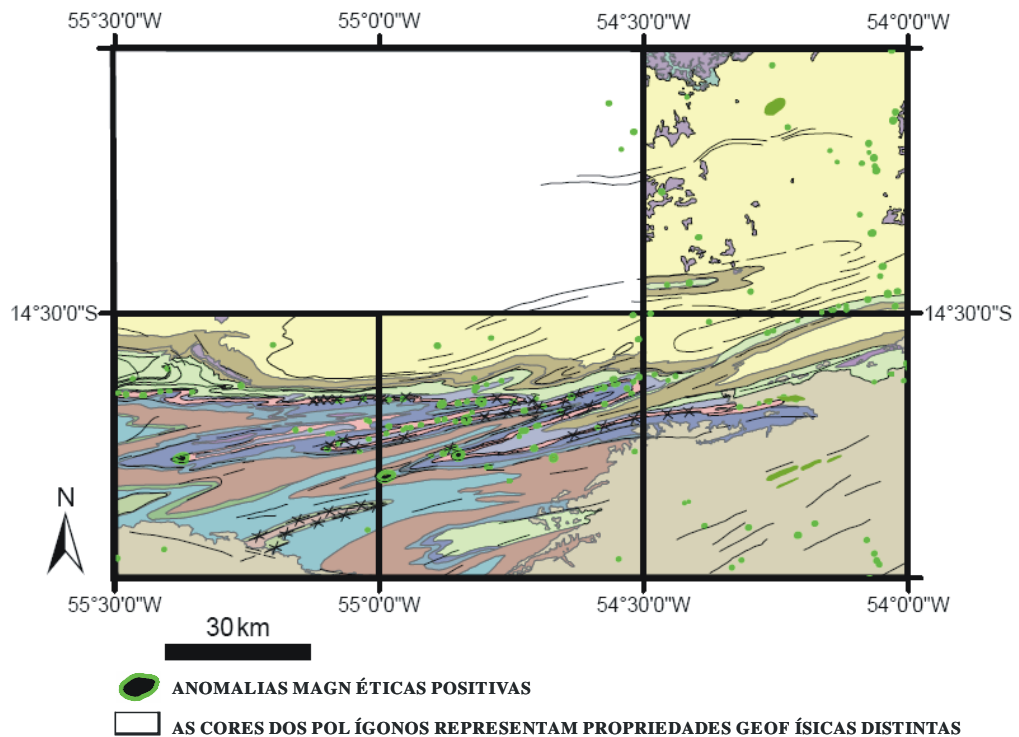 55°30'0"W 55°0'0"W 54°30'0"W 54°0'0"W
14°30'0"S 14°30'0"S
N
55°30'0"W 55°0'0"W 54°30'0"W 54°0'0"W
30 km
ANOMALIAS MAGN ÉTICAS POSITIVAS
AS CORES DOS POL ÍGONOS REPRESENTAM PROPRIEDADES GEOF ÍSICAS DISTINTAS